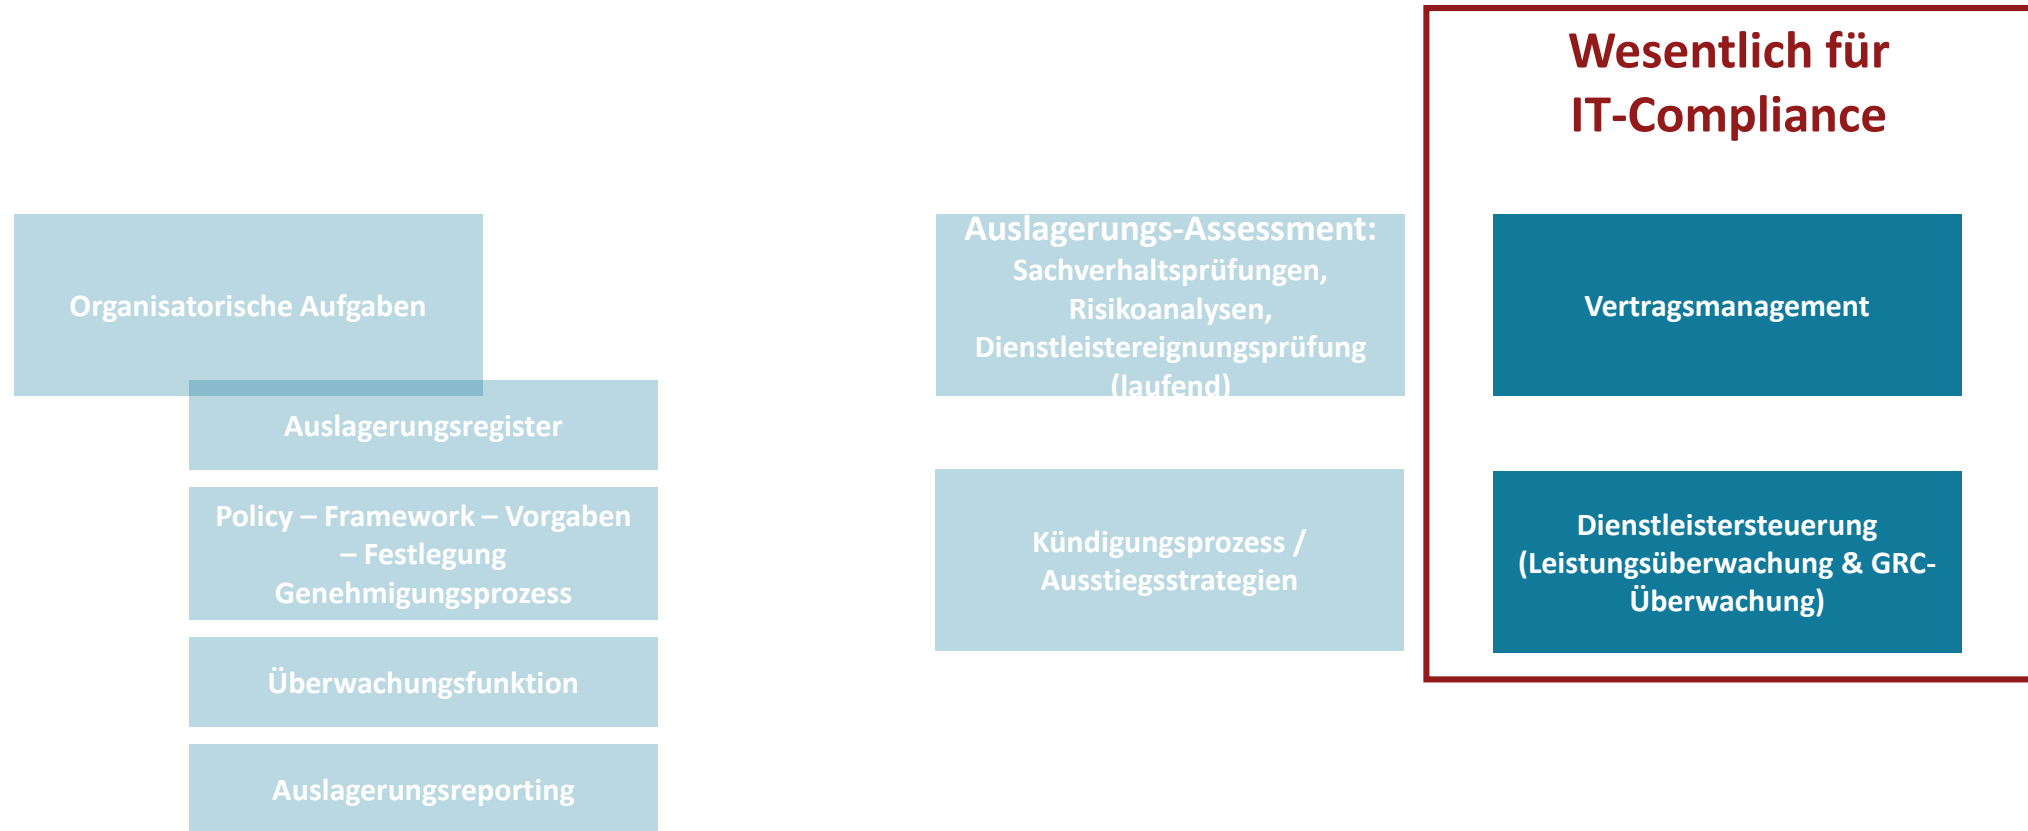 Wesentlich für
IT-Compliance
Organisatorische Aufgaben
Auslagerungsregister
Policy – Framework – Vorgaben
– Festlegung
Genehmigungsprozess
Überwachungsfunktion
Auslagerungsreporting
Auslagerungs-Assessment:
Sachverhaltsprüfungen,
Risikoanalysen,
Dienstleistereignungsprüfung
(laufend)
Kündigungsprozess /
Ausstiegsstrategien
Vertragsmanagement
Dienstleistersteuerung
(Leistungsüberwachung & GRC-
Überwachung)